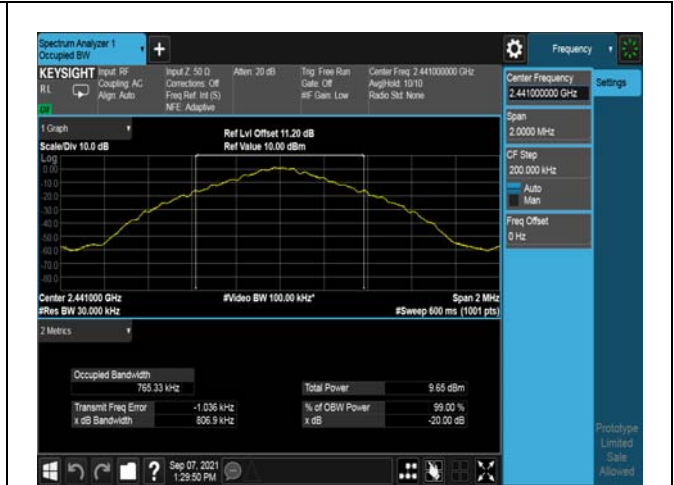 Spectrum Analyzer 1
Occupied BW
Frequency
KEYSIGHT
RL
Input: RF
Coupling: AC
Align: Auto
Input Z: 50 Ω
Corrections: Off
Freq Ref: Int (S)
NFE: Adaptive
Atten: 20 dB
Trig: Free Run
Gate: Off
#IF Gain: Low
Center Freq: 2.441000000 GHz
Avg|Hold: 10/10
Radio Std: None
1 Graph
Scale/Div 10.0 dB
Ref Lvl Offset 11.20 dB
Ref Value 10.00 dBm
Log
0.00
-10.0
-20.0
-30.0
-40.0
-50.0
-60.0
-70.0
-80.0
Center 2.441000 GHz
#Res BW 30.000 kHz
#Video BW 100.00 kHz*
Span 2 MHz
#Sweep 600 ms (1001 pts)
2 Metrics
Occupied Bandwidth
765.33 kHz
Total Power 9.65 dBm
Transmit Freq Error -1.036 kHz
% of OBW Power 99.00 %
x dB Bandwidth 806.9 kHz
x dB -20.00 dB
Center Frequency
2.441000000 GHz
Settings
Span
2.0000 MHz
CF Step
200.000 kHz
Auto
Man
Freq Offset
0 Hz
Prototype
Limited
Sale
Allowed
?
Sep 07, 2021
1:29:50 PM